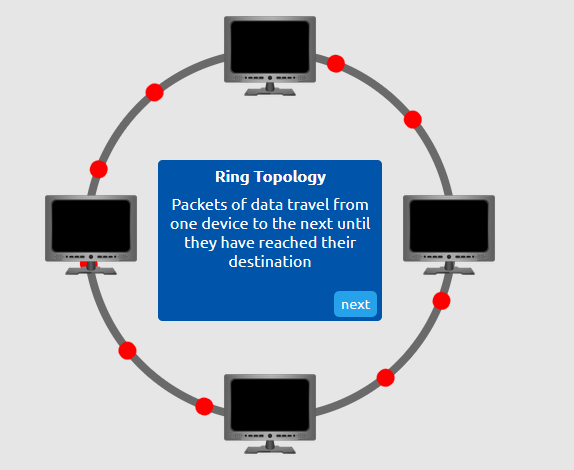 Ring Topology
Packets of data travel from
one device to the next until
they have reached their
destination
next